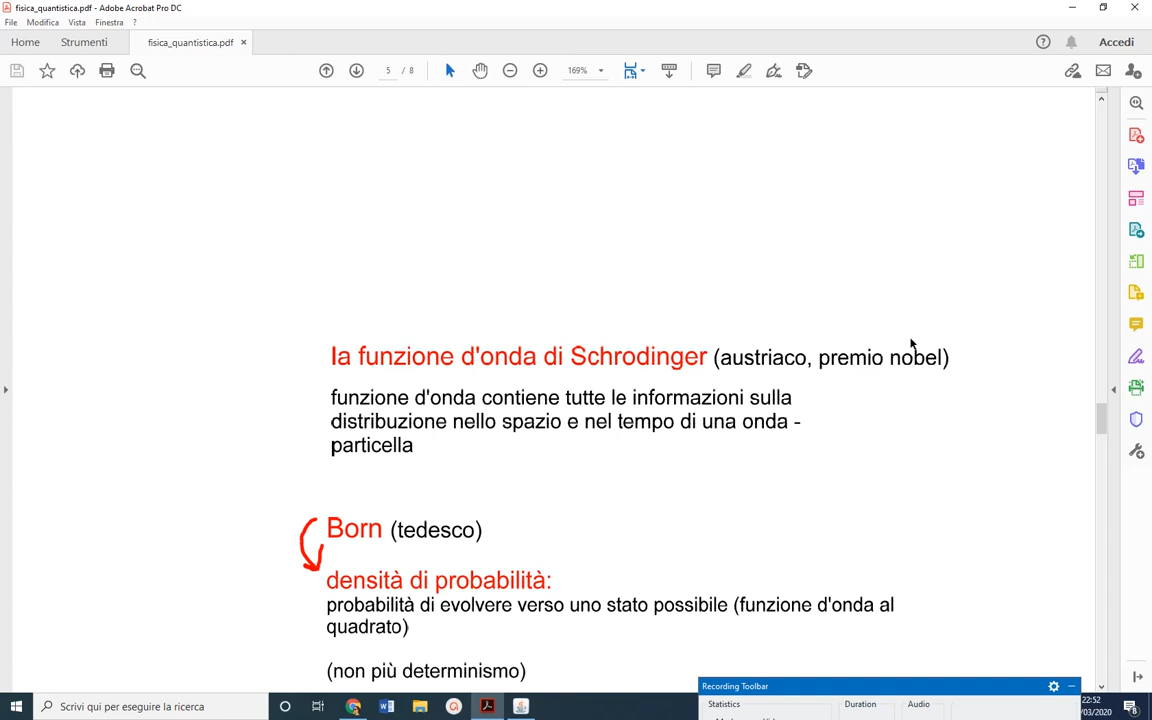 fisica_quantistica.pdf - Adobe Acrobat Pro DC
File Modifica Vista Finestra ?
Home Strumenti fisica_quantistica.pdf × Accedi
5 / 8 169%
la funzione d'onda di Schrodinger (austriaco, premio nobel)
funzione d'onda contiene tutte le informazioni sulla
distribuzione nello spazio e nel tempo di una onda -
particella
Born (tedesco)
densità di probabilità:
probabilità di evolvere verso uno stato possibile (funzione d'onda al
quadrato)
(non più determinismo)
Recording Toolbar
Statistics Duration Audio
Scrivi qui per eseguire la ricerca
22:52
/03/2020
8